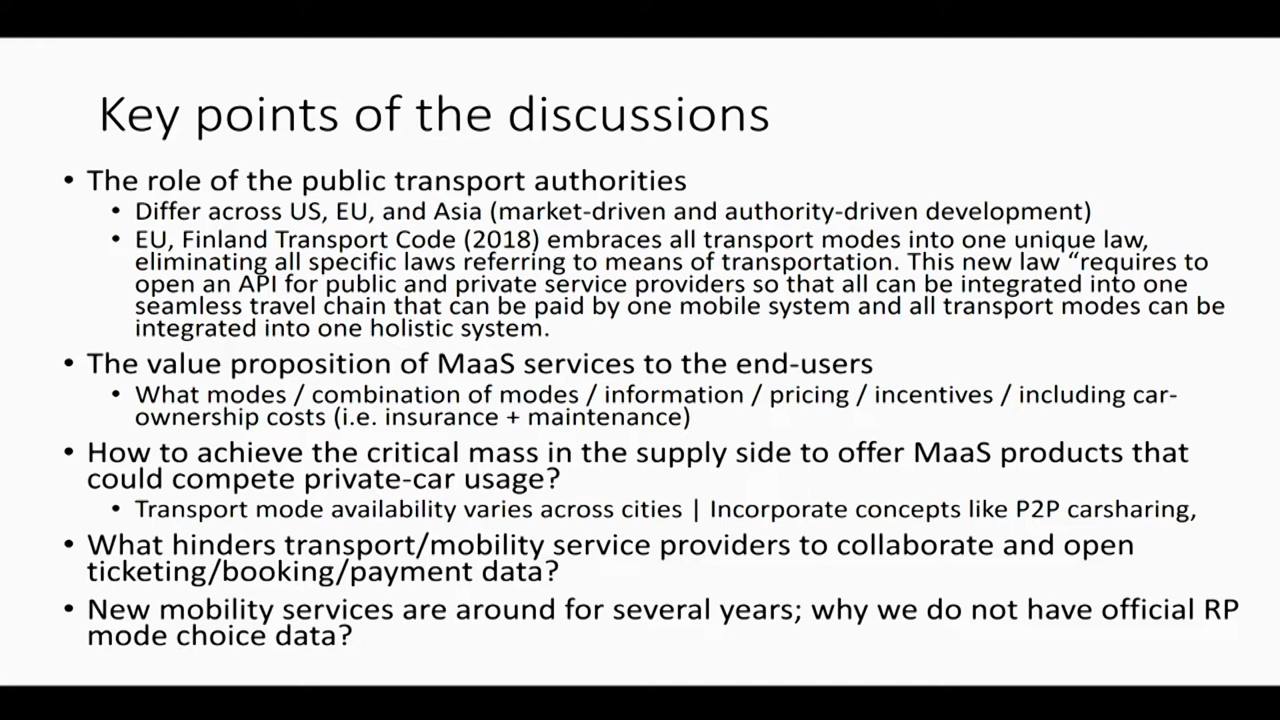 Key points of the discussions
• The role of the public transport authorities
• Differ across US, EU, and Asia (market-driven and authority-driven development)
• EU, Finland Transport Code (2018) embraces all transport modes into one unique law,
eliminating all specific laws referring to means of transportation. This new law “requires to
open an API for public and private service providers so that all can be integrated into one
seamless travel chain that can be paid by one mobile system and all transport modes can be
integrated into one holistic system.
• The value proposition of MaaS services to the end-users
• What modes / combination of modes / information / pricing / incentives / including car-
ownership costs (i.e. insurance + maintenance)
• How to achieve the critical mass in the supply side to offer MaaS products that
could compete private-car usage?
• Transport mode availability varies across cities | Incorporate concepts like P2P carsharing,
• What hinders transport/mobility service providers to collaborate and open
ticketing/booking/payment data?
• New mobility services are around for several years; why we do not have official RP
mode choice data?